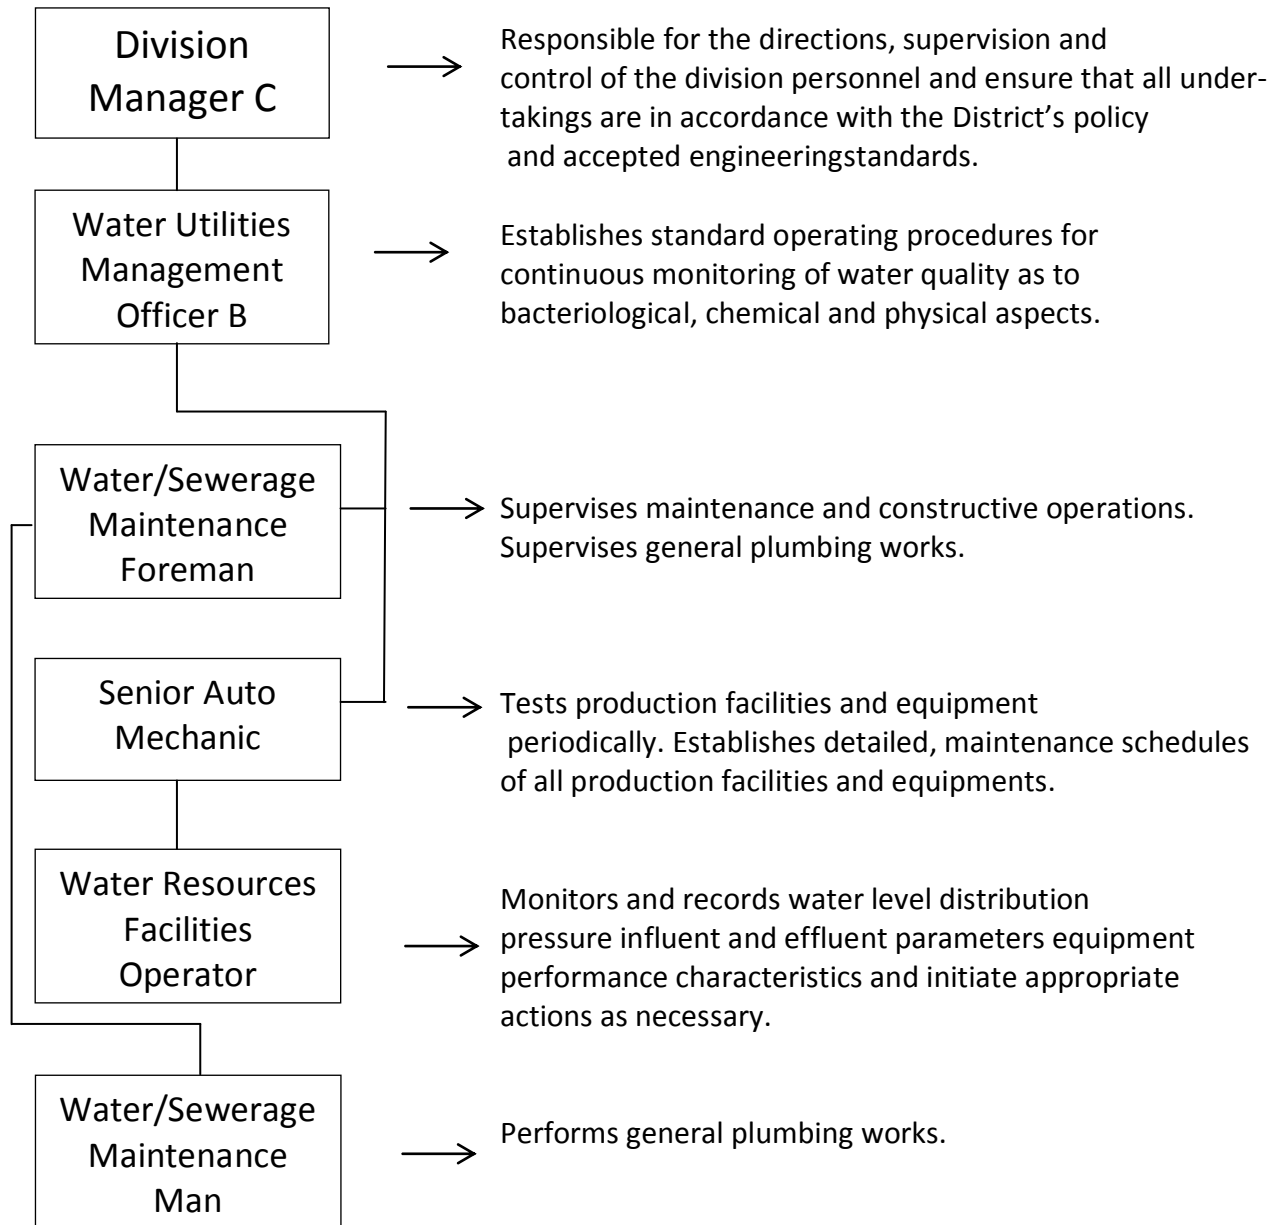 Division
Manager C
Responsible for the directions, supervision and
control of the division personnel and ensure that all under-
takings are in accordance with the District’s policy
and accepted engineeringstandards.
Water Utilities
Management
Officer B
Establishes standard operating procedures for
continuous monitoring of water quality as to
bacteriological, chemical and physical aspects.
Water/Sewerage
Maintenance
Foreman
Supervises maintenance and constructive operations.
Supervises general plumbing works.
Senior Auto
Mechanic
Tests production facilities and equipment
periodically. Establishes detailed, maintenance schedules
of all production facilities and equipments.
Water Resources
Facilities
Operator
Monitors and records water level distribution
pressure influent and effluent parameters equipment
performance characteristics and initiate appropriate
actions as necessary.
Water/Sewerage
Maintenance
Man
Performs general plumbing works.